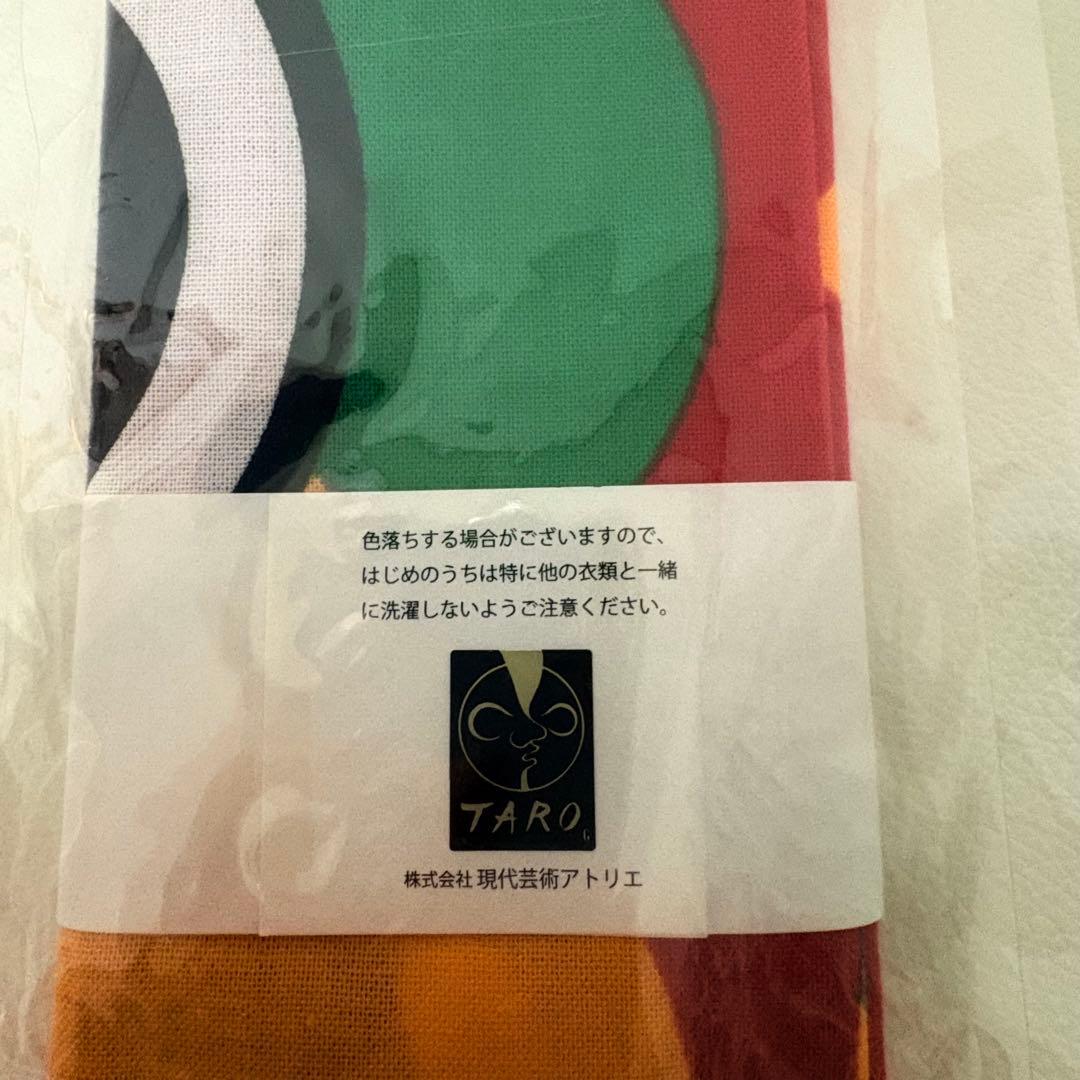 色落ちする場合がございますので、
はじめのうちは特に他の衣類と一緒
に洗濯しないようご注意ください。
TARO
G
株式会社 現代芸術アトリエ